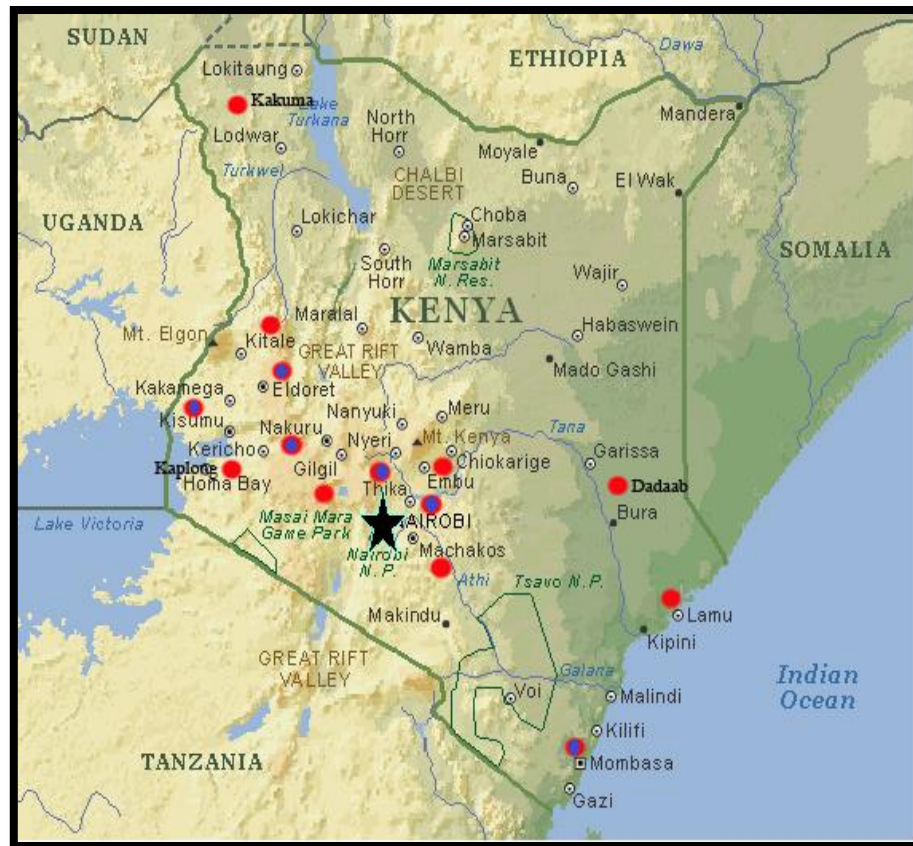 SUDAN
ETHIOPIA
Dawa
Lokitaung
Kakuma
Lake
Turkana
Mandera
North
Horr
Lodwar
Moyale
Turkwel
CHALBI
DESERT
Buna
El Wak
UGANDA
Lokichar
Choba
Marsabit
SOMALIA
South
Horr
Marsabit
N. Res.
Wajir
KENYA
Maralal
Mt. Elgon
Kitale
GREAT RIFT
VALLEY
Wamba
Habaswein
Mado Gashi
Kakamega
Eldoret
Kisumu
Nanyuki
Meru
Nakuru
Nyeri
Mt. Kenya
Tana
Kericho
Garissa
Kaplong
Homa Bay
Gilgil
Chiokarige
Thika
Embu
Dadaab
Bura
Lake Victoria
Masai Mara
Game Park
AIROBI
Nairobi
N.P.
Machakos
Athi
Tsavo N.P.
Makindu
Lamu
Kipini
GREAT RIFT
VALLEY
Galana
Voi
Malindi
Indian
Ocean
Kilifi
TANZANIA
Mombasa
Gazi